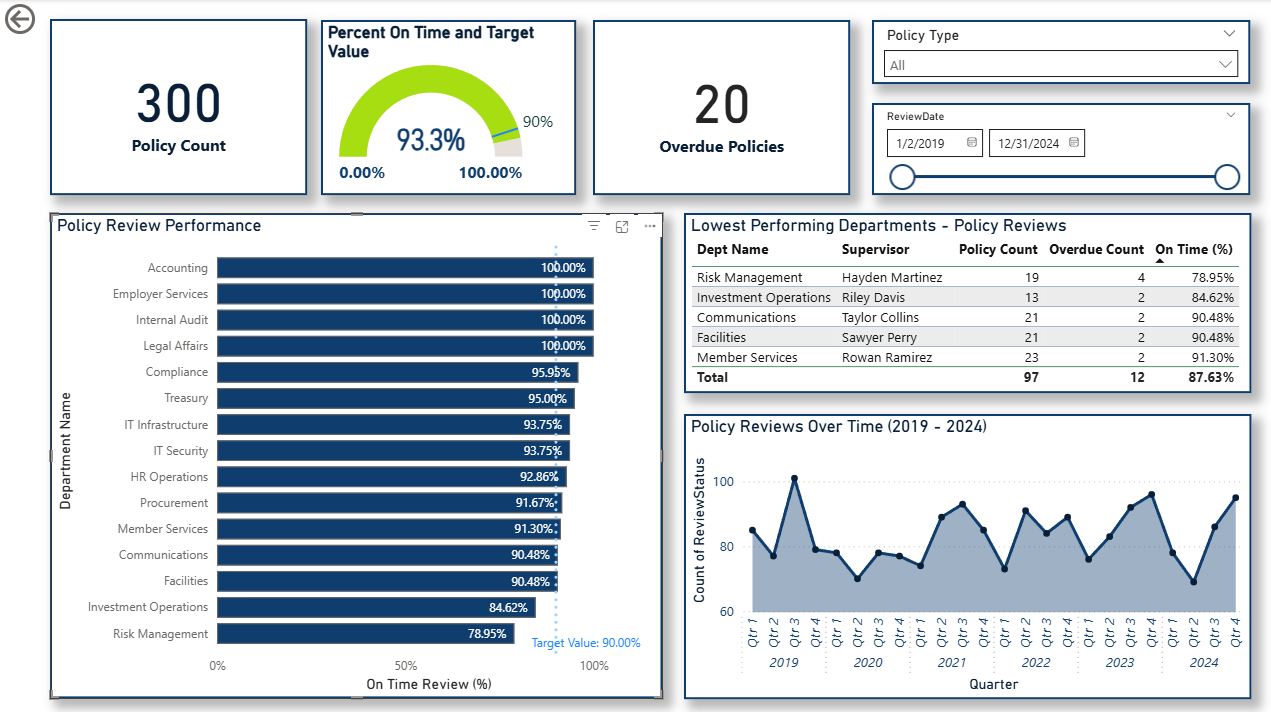 300
Policy Count
Percent On Time and Target
Value
90%
93.3%
0.00% 100.00%
20
Overdue Policies
Policy Type
All
ReviewDate
1/2/2019 12/31/2024
Policy Review Performance
Department Name
Accounting 100.00%
Employer Services 100.00%
Internal Audit 100.00%
Legal Affairs 100.00%
Compliance
Treasury 95.00%
IT Infrastructure 93.75%
IT Security 93.75%
HR Operations 92.86%
Procurement 91.67%
Member Services 91.30%
Communications 90.48%
Facilities 90.48%
Investment Operations 84.62%
Risk Management 78.95%
Target Value: 90.00%
0% 50% 100%
On Time Review (%)
Lowest Performing Departments - Policy Reviews
Dept Name Supervisor Policy Count Overdue Count On Time (%)
Risk Management Hayden Martinez 19 4 78.95%
Investment Operations Riley Davis 13 2 84.62%
Communications Taylor Collins 21 2 90.48%
Facilities Sawyer Perry 21 2 90.48%
Member Services Rowan Ramirez 23 2 91.30%
Total 97 12 87.63%
Policy Reviews Over Time (2019 - 2024)
Count of ReviewStatus
100
80
60
Qtr 1 Qtr 2 Qtr 3 Qtr 4 Qtr 1 Qtr 2 Qtr 3 Qtr 4 Qtr 1 Qtr 2 Qtr 3 Qtr 4 Qtr 1 Qtr 2 Qtr 3 Qtr 4 Qtr 1 Qtr 2 Qtr 3 Qtr 4 Qtr 1 Qtr 2 Qtr 3 Qtr 4
2019 2020 2021 2022 2023 2024
Quarter